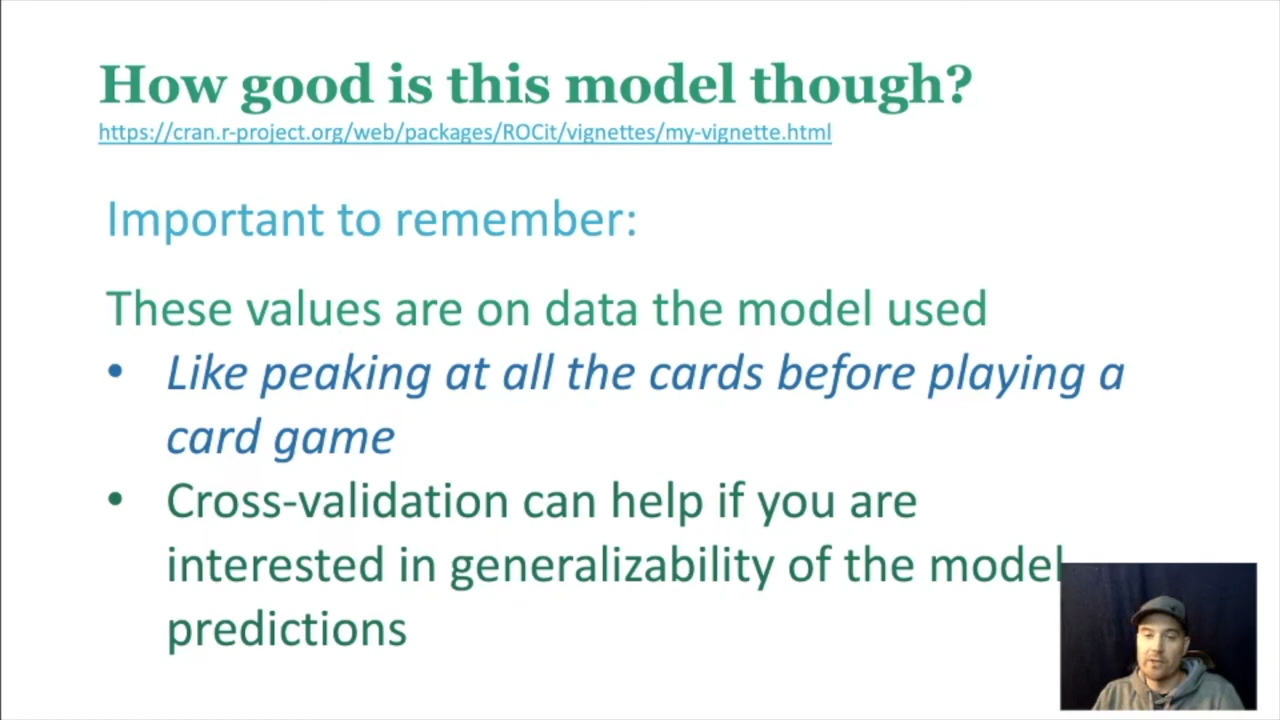 How good is this model though?
https://cran.r-project.org/web/packages/ROCit/vignettes/my-vignette.html
Important to remember:
These values are on data the model used
• Like peaking at all the cards before playing a
card game
• Cross-validation can help if you are
interested in generalizability of the model
predictions